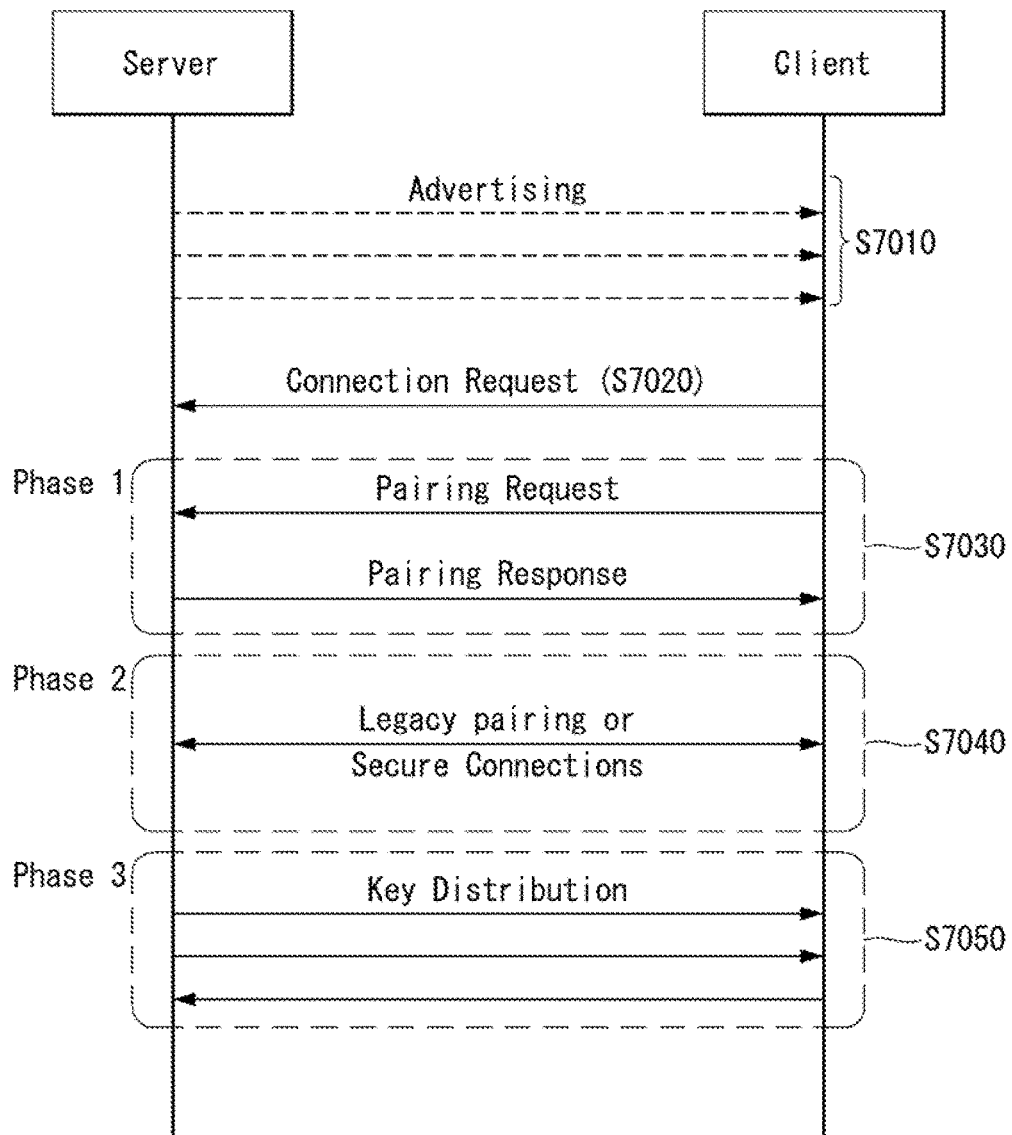 Server
Client
Advertising
S7010
Connection Request (S7020)
Phase 1
Pairing Request
S7030
Pairing Response
Phase 2
Legacy pairing or
Secure Connections
S7040
Phase 3
Key Distribution
S7050